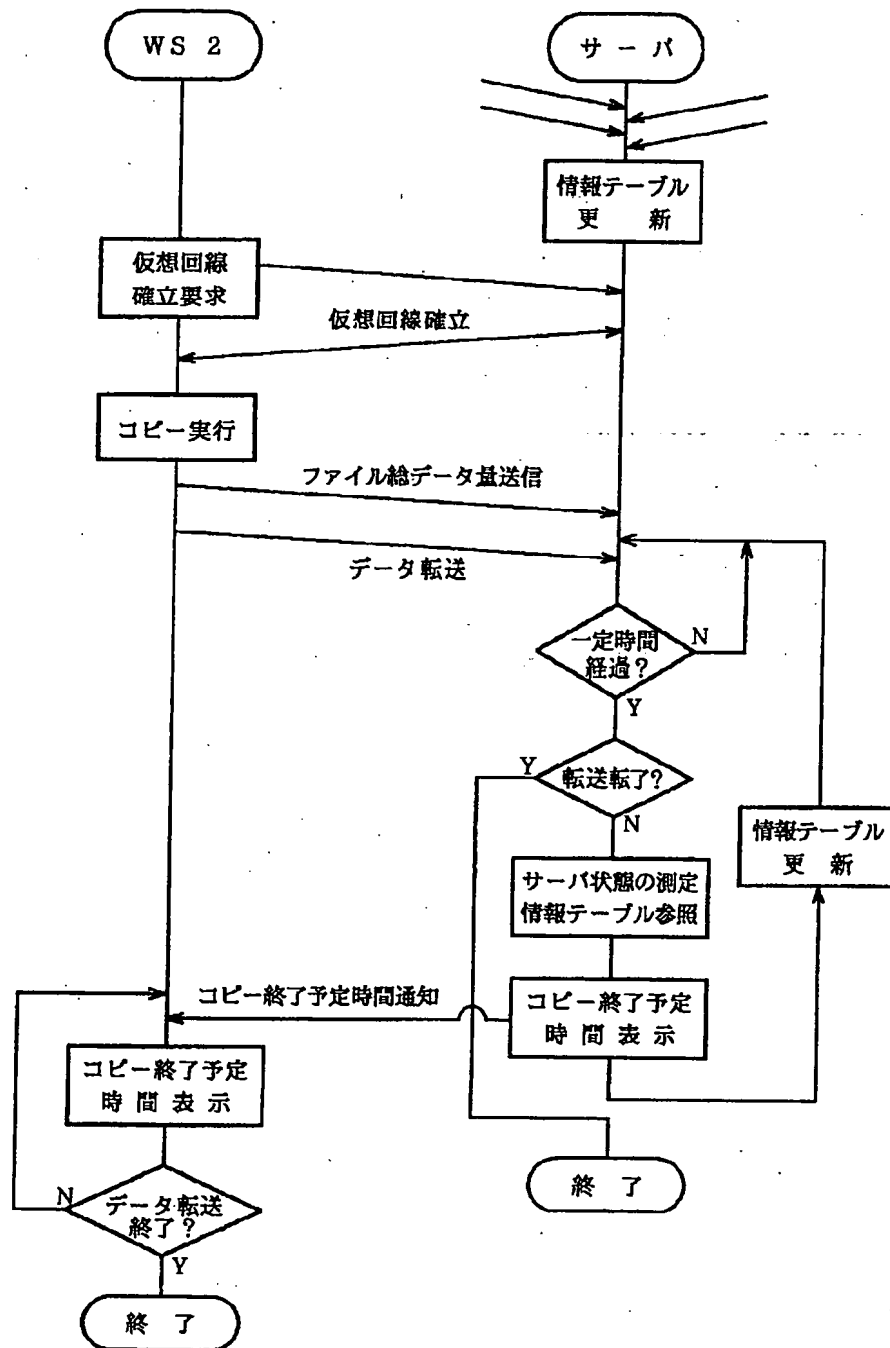 WS 2
サーバ
情報テーブル
更 新
仮想回線
確立要求
仮想回線確立
コピー実行
ファイル総データ量送信
データ転送
一定時間
経過?
N
Y
転送転了?
Y
N
情報テーブル
更 新
サーバ状態の測定
情報テーブル参照
コピー終了予定時間通知
コピー終了予定
時 間 表 示
コピー終了予定
時 間 表 示
終 了
データ転送
終了?
N
Y
終 了